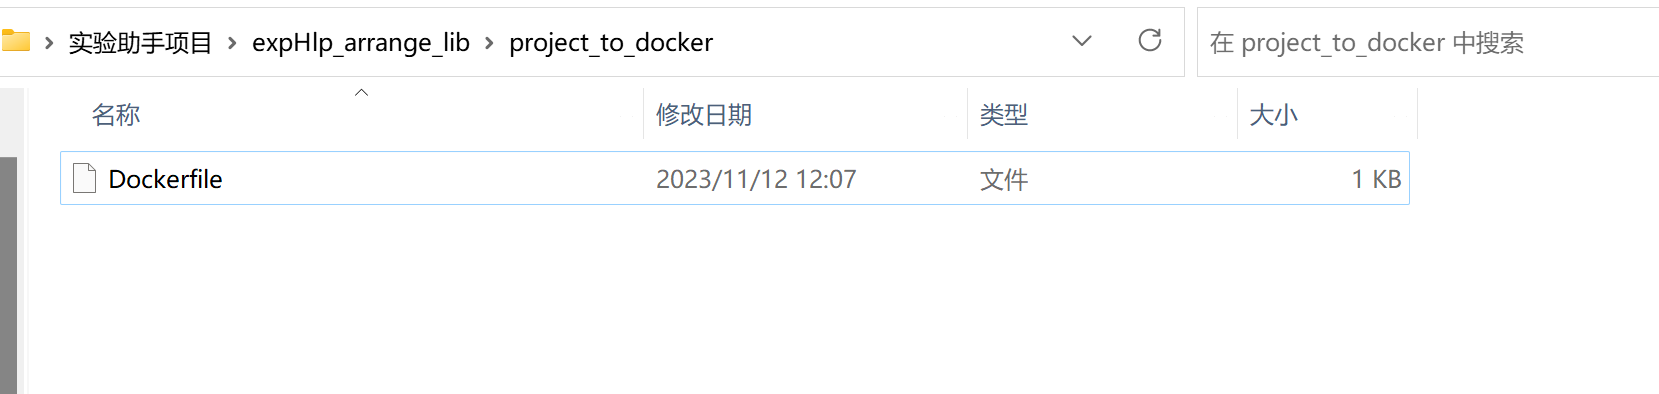 实验助手项目 > expHlp_arrange_lib > project_to_docker
在 project_to_docker 中搜索
名称 修改日期 类型 大小
Dockerfile 2023/11/12 12:07 文件 1 KB